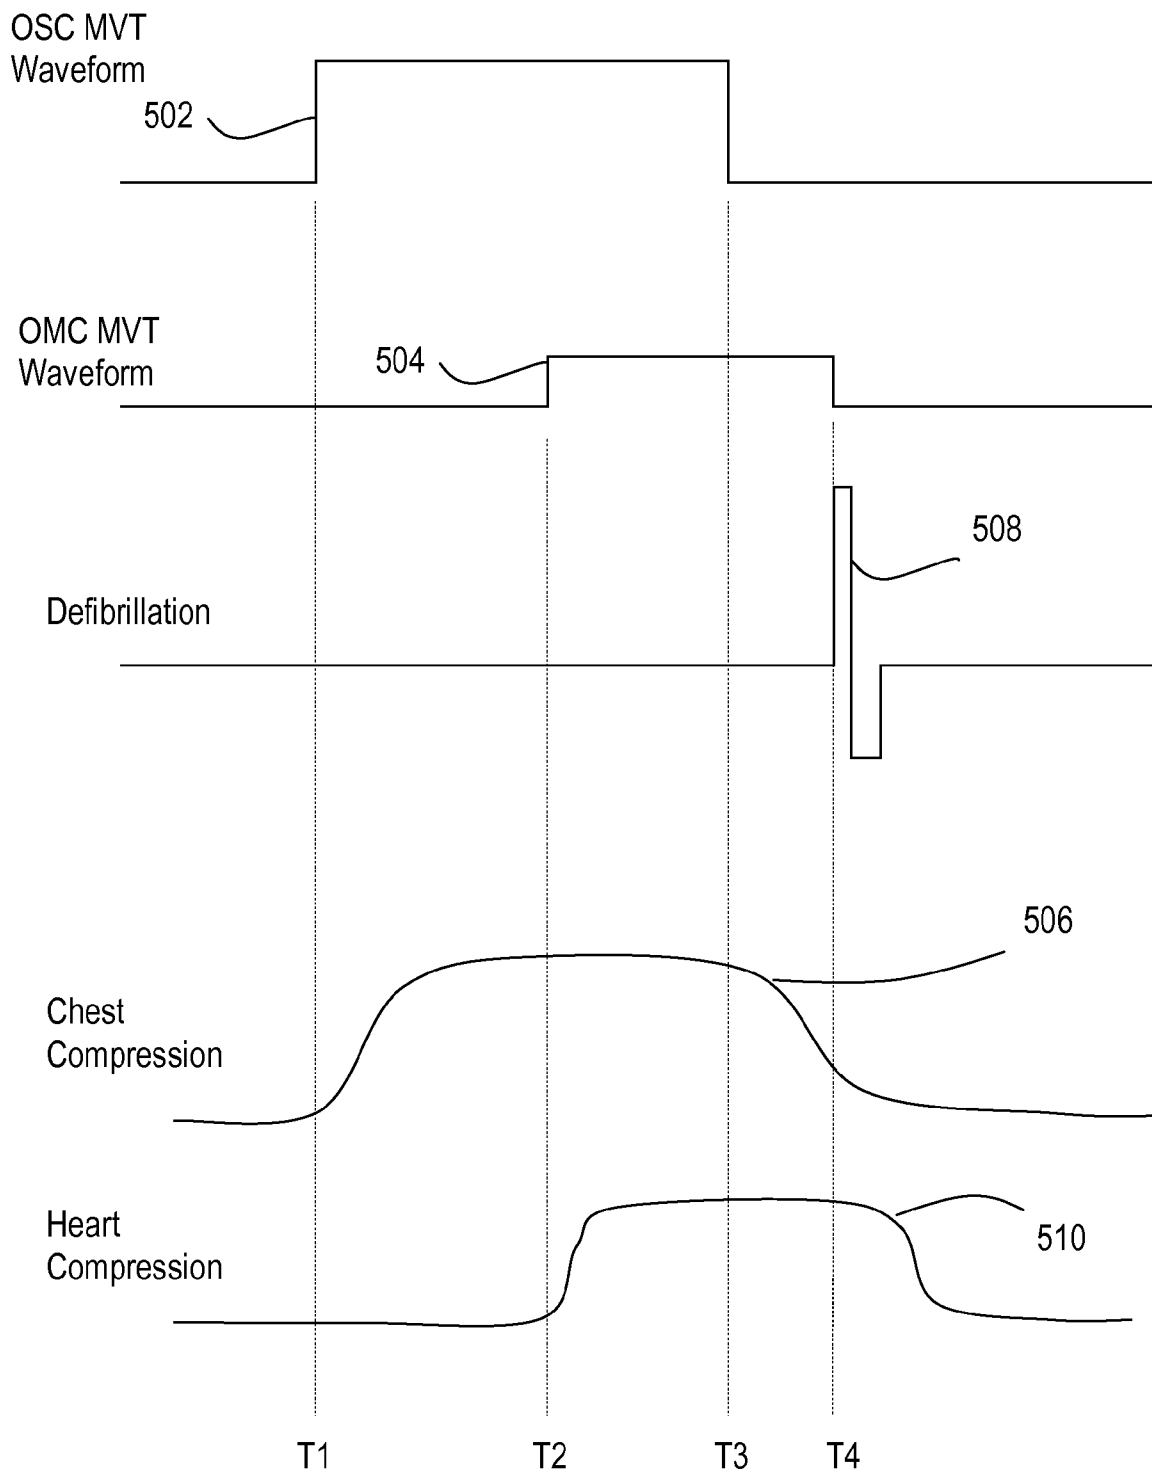 OSC MVT
Waveform
502
OMC MVT
Waveform
504
508
Defibrillation
506
Chest
Compression
Heart
Compression
510
T1 T2 T3 T4